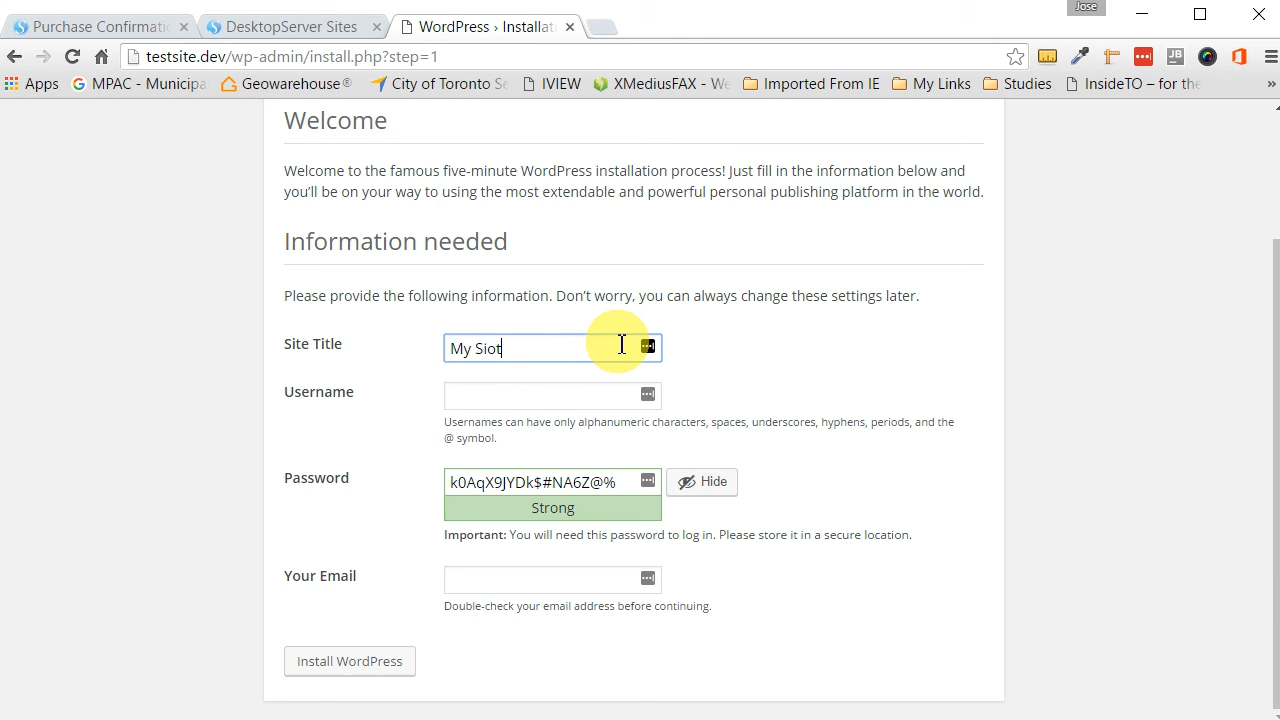 Jose
Purchase Confirmati
DesktopServer Sites
WordPress › Installat
testsite.dev/wp-admin/install.php?step=1
JB
Apps
MPAC - Municipa
Geowarehouse®
City of Toronto Se
IVIEW
XMediusFAX - We
Imported From IE
My Links
Studies
InsideTO – for the
»
Welcome
Welcome to the famous five-minute WordPress installation process! Just fill in the information below and
you'll be on your way to using the most extendable and powerful personal publishing platform in the world.
Information needed
Please provide the following information. Don't worry, you can always change these settings later.
Site Title
My Siot
Username
Usernames can have only alphanumeric characters, spaces, underscores, hyphens, periods, and the
@ symbol.
Password
k0AqX9JYDk$#NA6Z@%
Hide
Strong
Important: You will need this password to log in. Please store it in a secure location.
Your Email
Double-check your email address before continuing.
Install WordPress